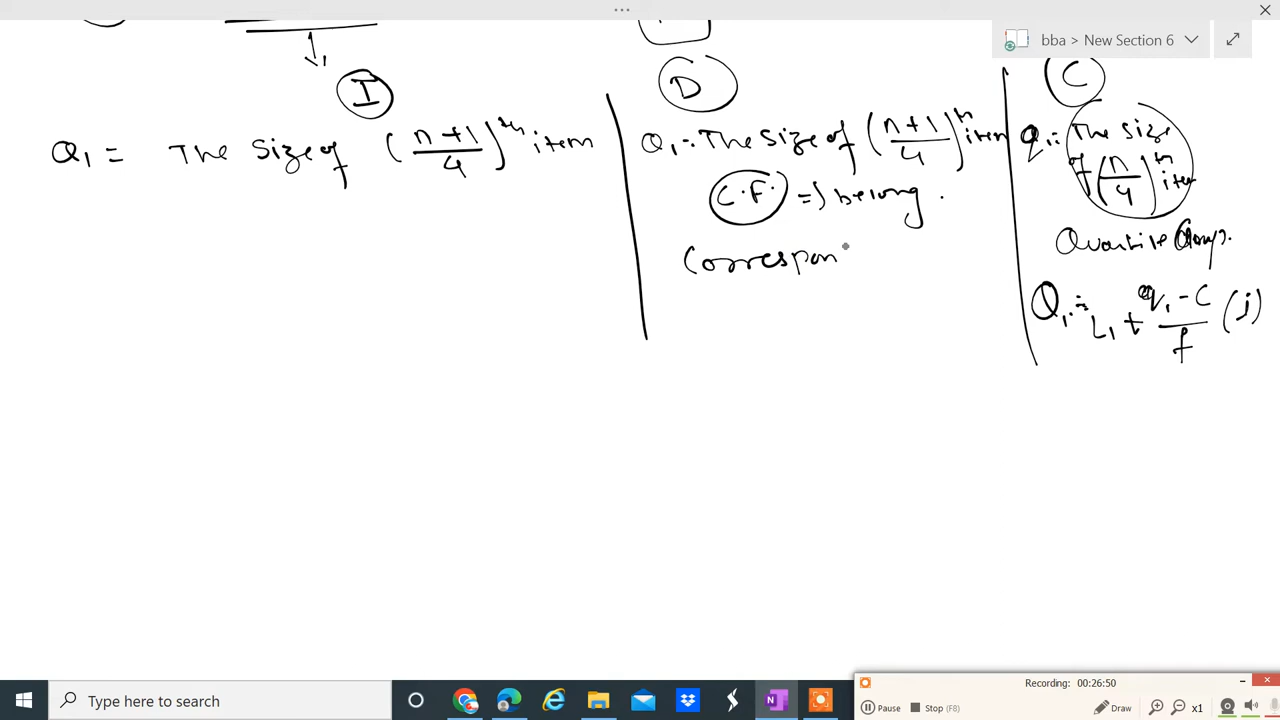 bba > New Section 6
I
Q₁ = The Size of (n+1/4)th item
D
Q₁ = The Size of (n+1/4)th item
C.F. => belong.
Correspon
C
q₁ = The Size
of (n/4)th item
Q₁ = L₁ + q₁ - C / f (i)
Type here to search
Recording: 00:26:50
Pause
Stop (F8)
Draw
x1